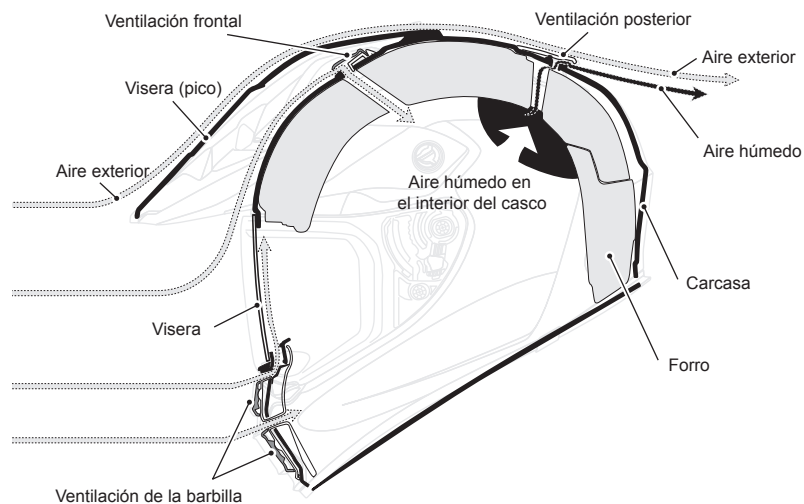 Ventilación frontal
Ventilación posterior
Aire exterior
Visera (pico)
Aire húmedo
Aire exterior
Aire húmedo en
el interior del casco
Carcasa
Visera
Forro
Ventilación de la barbilla